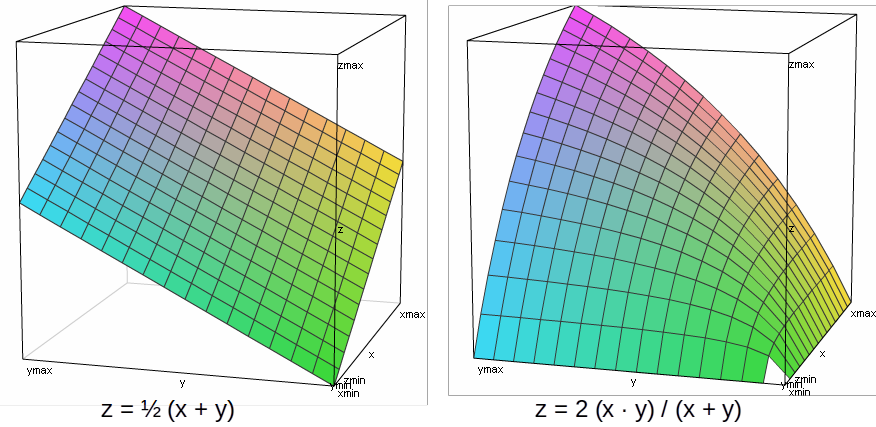 zmax
z
xmax
x
zmin
ymin
xmin
y
ymax
z = ½ (x + y)
zmax
z
xmax
x
zmin
ymin
xmin
y
ymax
z = 2 (x · y) / (x + y)